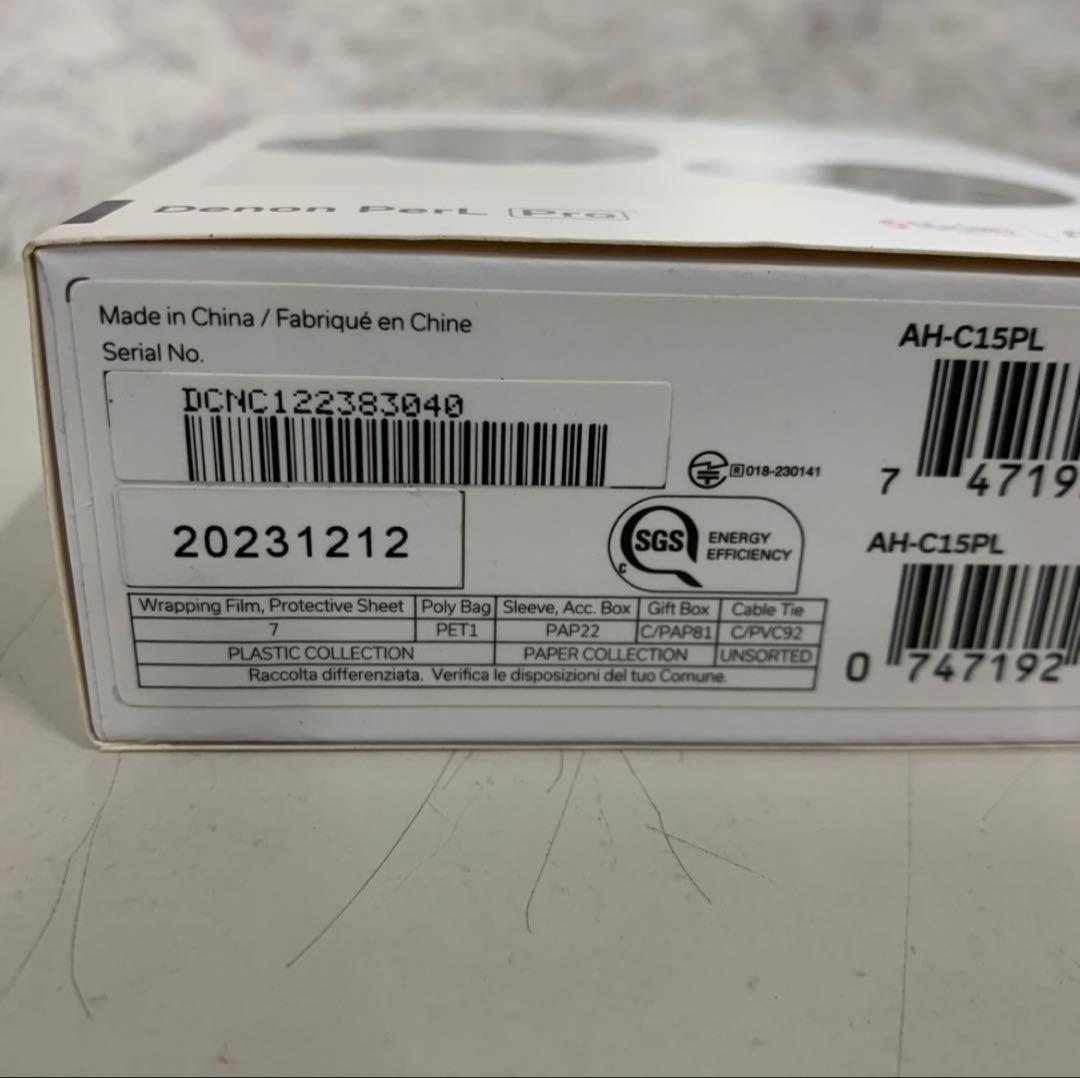 Denon PerL Pro
Made in China / Fabriqué en Chine
Serial No.
DCNC122383040
20231212
R 018-230141
SGS
C
ENERGY
EFFICIENCY
AH-C15PL
7 4719
AH-C15PL
0 747192
Wrapping Film, Protective Sheet Poly Bag Sleeve, Acc. Box Gift Box Cable Tie
7 PET1 PAP22 C/PAP81 C/PVC92
PLASTIC COLLECTION PAPER COLLECTION UNSORTED
Raccolta differenziata. Verifica le disposizioni del tuo Comune.